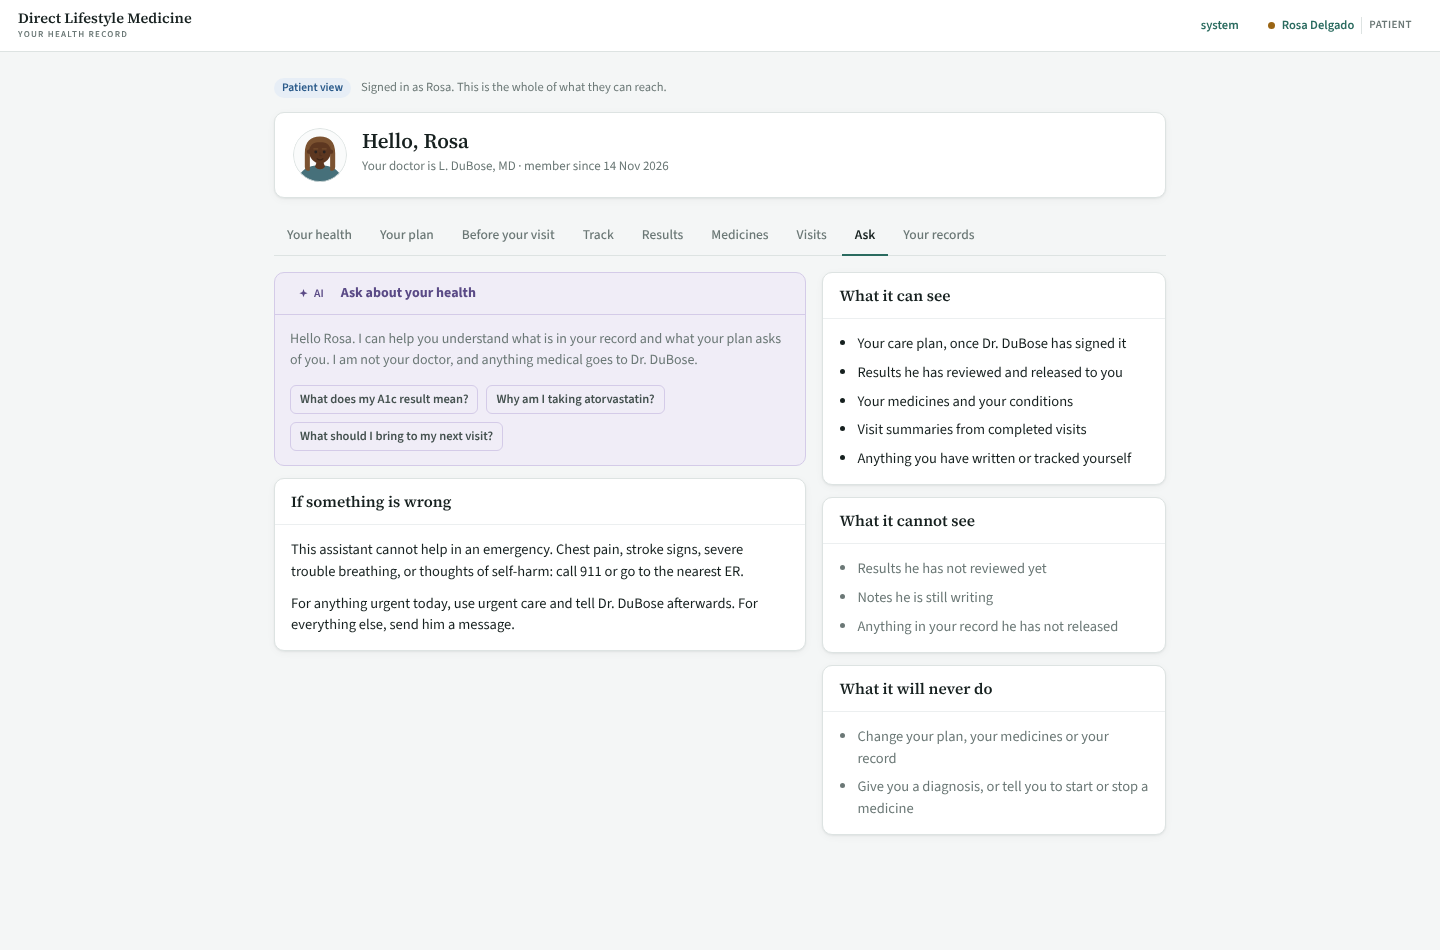 Direct Lifestyle Medicine
YOUR HEALTH RECORD
system
Rosa Delgado
PATIENT
Patient view
Signed in as Rosa. This is the whole of what they can reach.
Hello, Rosa
Your doctor is L. DuBose, MD · member since 14 Nov 2026
Your health
Your plan
Before your visit
Track
Results
Medicines
Visits
Ask
Your records
AI
Ask about your health
Hello Rosa. I can help you understand what is in your record and what your plan asks
of you. I am not your doctor, and anything medical goes to Dr. DuBose.
What does my A1c result mean?
Why am I taking atorvastatin?
What should I bring to my next visit?
If something is wrong
This assistant cannot help in an emergency. Chest pain, stroke signs, severe
trouble breathing, or thoughts of self-harm: call 911 or go to the nearest ER.
For anything urgent today, use urgent care and tell Dr. DuBose afterwards. For
everything else, send him a message.
What it can see
Your care plan, once Dr. DuBose has signed it
Results he has reviewed and released to you
Your medicines and your conditions
Visit summaries from completed visits
Anything you have written or tracked yourself
What it cannot see
Results he has not reviewed yet
Notes he is still writing
Anything in your record he has not released
What it will never do
Change your plan, your medicines or your
record
Give you a diagnosis, or tell you to start or stop a
medicine